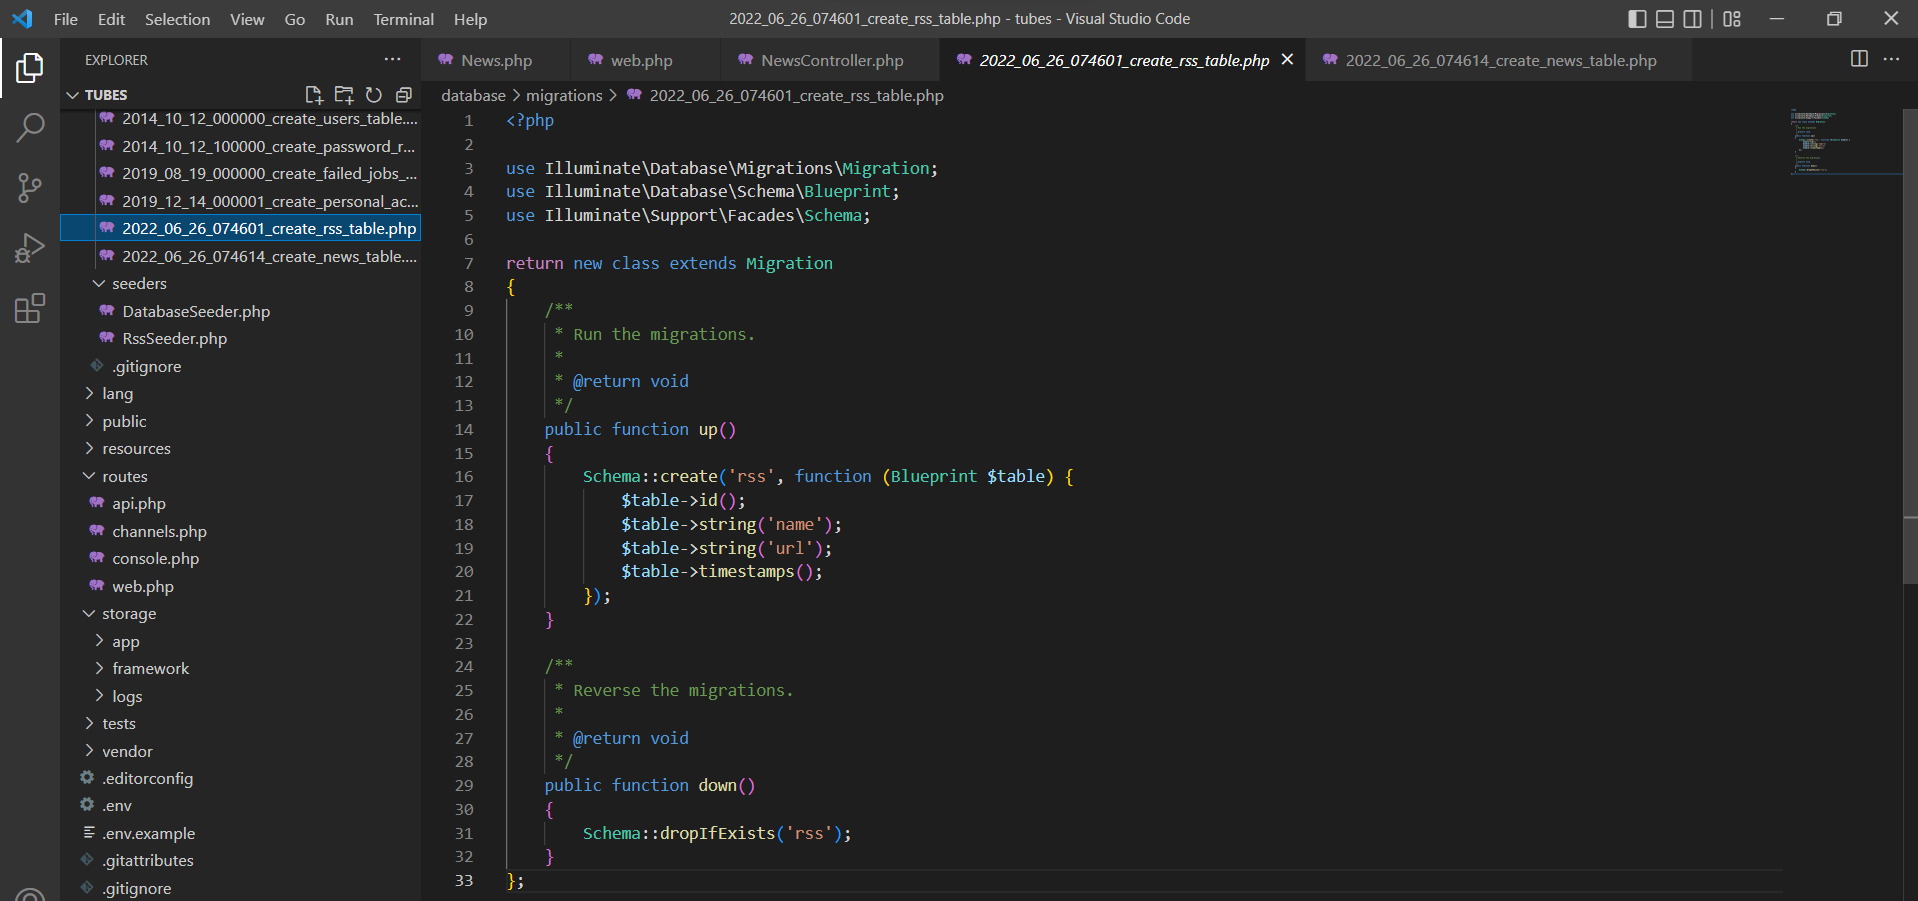 File Edit Selection View Go Run Terminal Help
2022_06_26_074601_create_rss_table.php - tubes - Visual Studio Code
EXPLORER
TUBES
2014_10_12_000000_create_users_table....
2014_10_12_100000_create_password_r...
2019_08_19_000000_create_failed_jobs_...
2019_12_14_000001_create_personal_ac...
2022_06_26_074601_create_rss_table.php
2022_06_26_074614_create_news_table....
seeders
DatabaseSeeder.php
RssSeeder.php
.gitignore
lang
public
resources
routes
api.php
channels.php
console.php
web.php
storage
app
framework
logs
tests
vendor
.editorconfig
.env
.env.example
.gitattributes
.gitignore
News.php
web.php
NewsController.php
2022_06_26_074601_create_rss_table.php
2022_06_26_074614_create_news_table.php
database > migrations > 2022_06_26_074601_create_rss_table.php
1 <?php
2
3 use Illuminate\Database\Migrations\Migration;
4 use Illuminate\Database\Schema\Blueprint;
5 use Illuminate\Support\Facades\Schema;
6
7 return new class extends Migration
8 {
9 /**
10 * Run the migrations.
11 *
12 * @return void
13 */
14 public function up()
15 {
16 Schema::create('rss', function (Blueprint $table) {
17 $table->id();
18 $table->string('name');
19 $table->string('url');
20 $table->timestamps();
21 });
22 }
23
24 /**
25 * Reverse the migrations.
26 *
27 * @return void
28 */
29 public function down()
30 {
31 Schema::dropIfExists('rss');
32 }
33 };